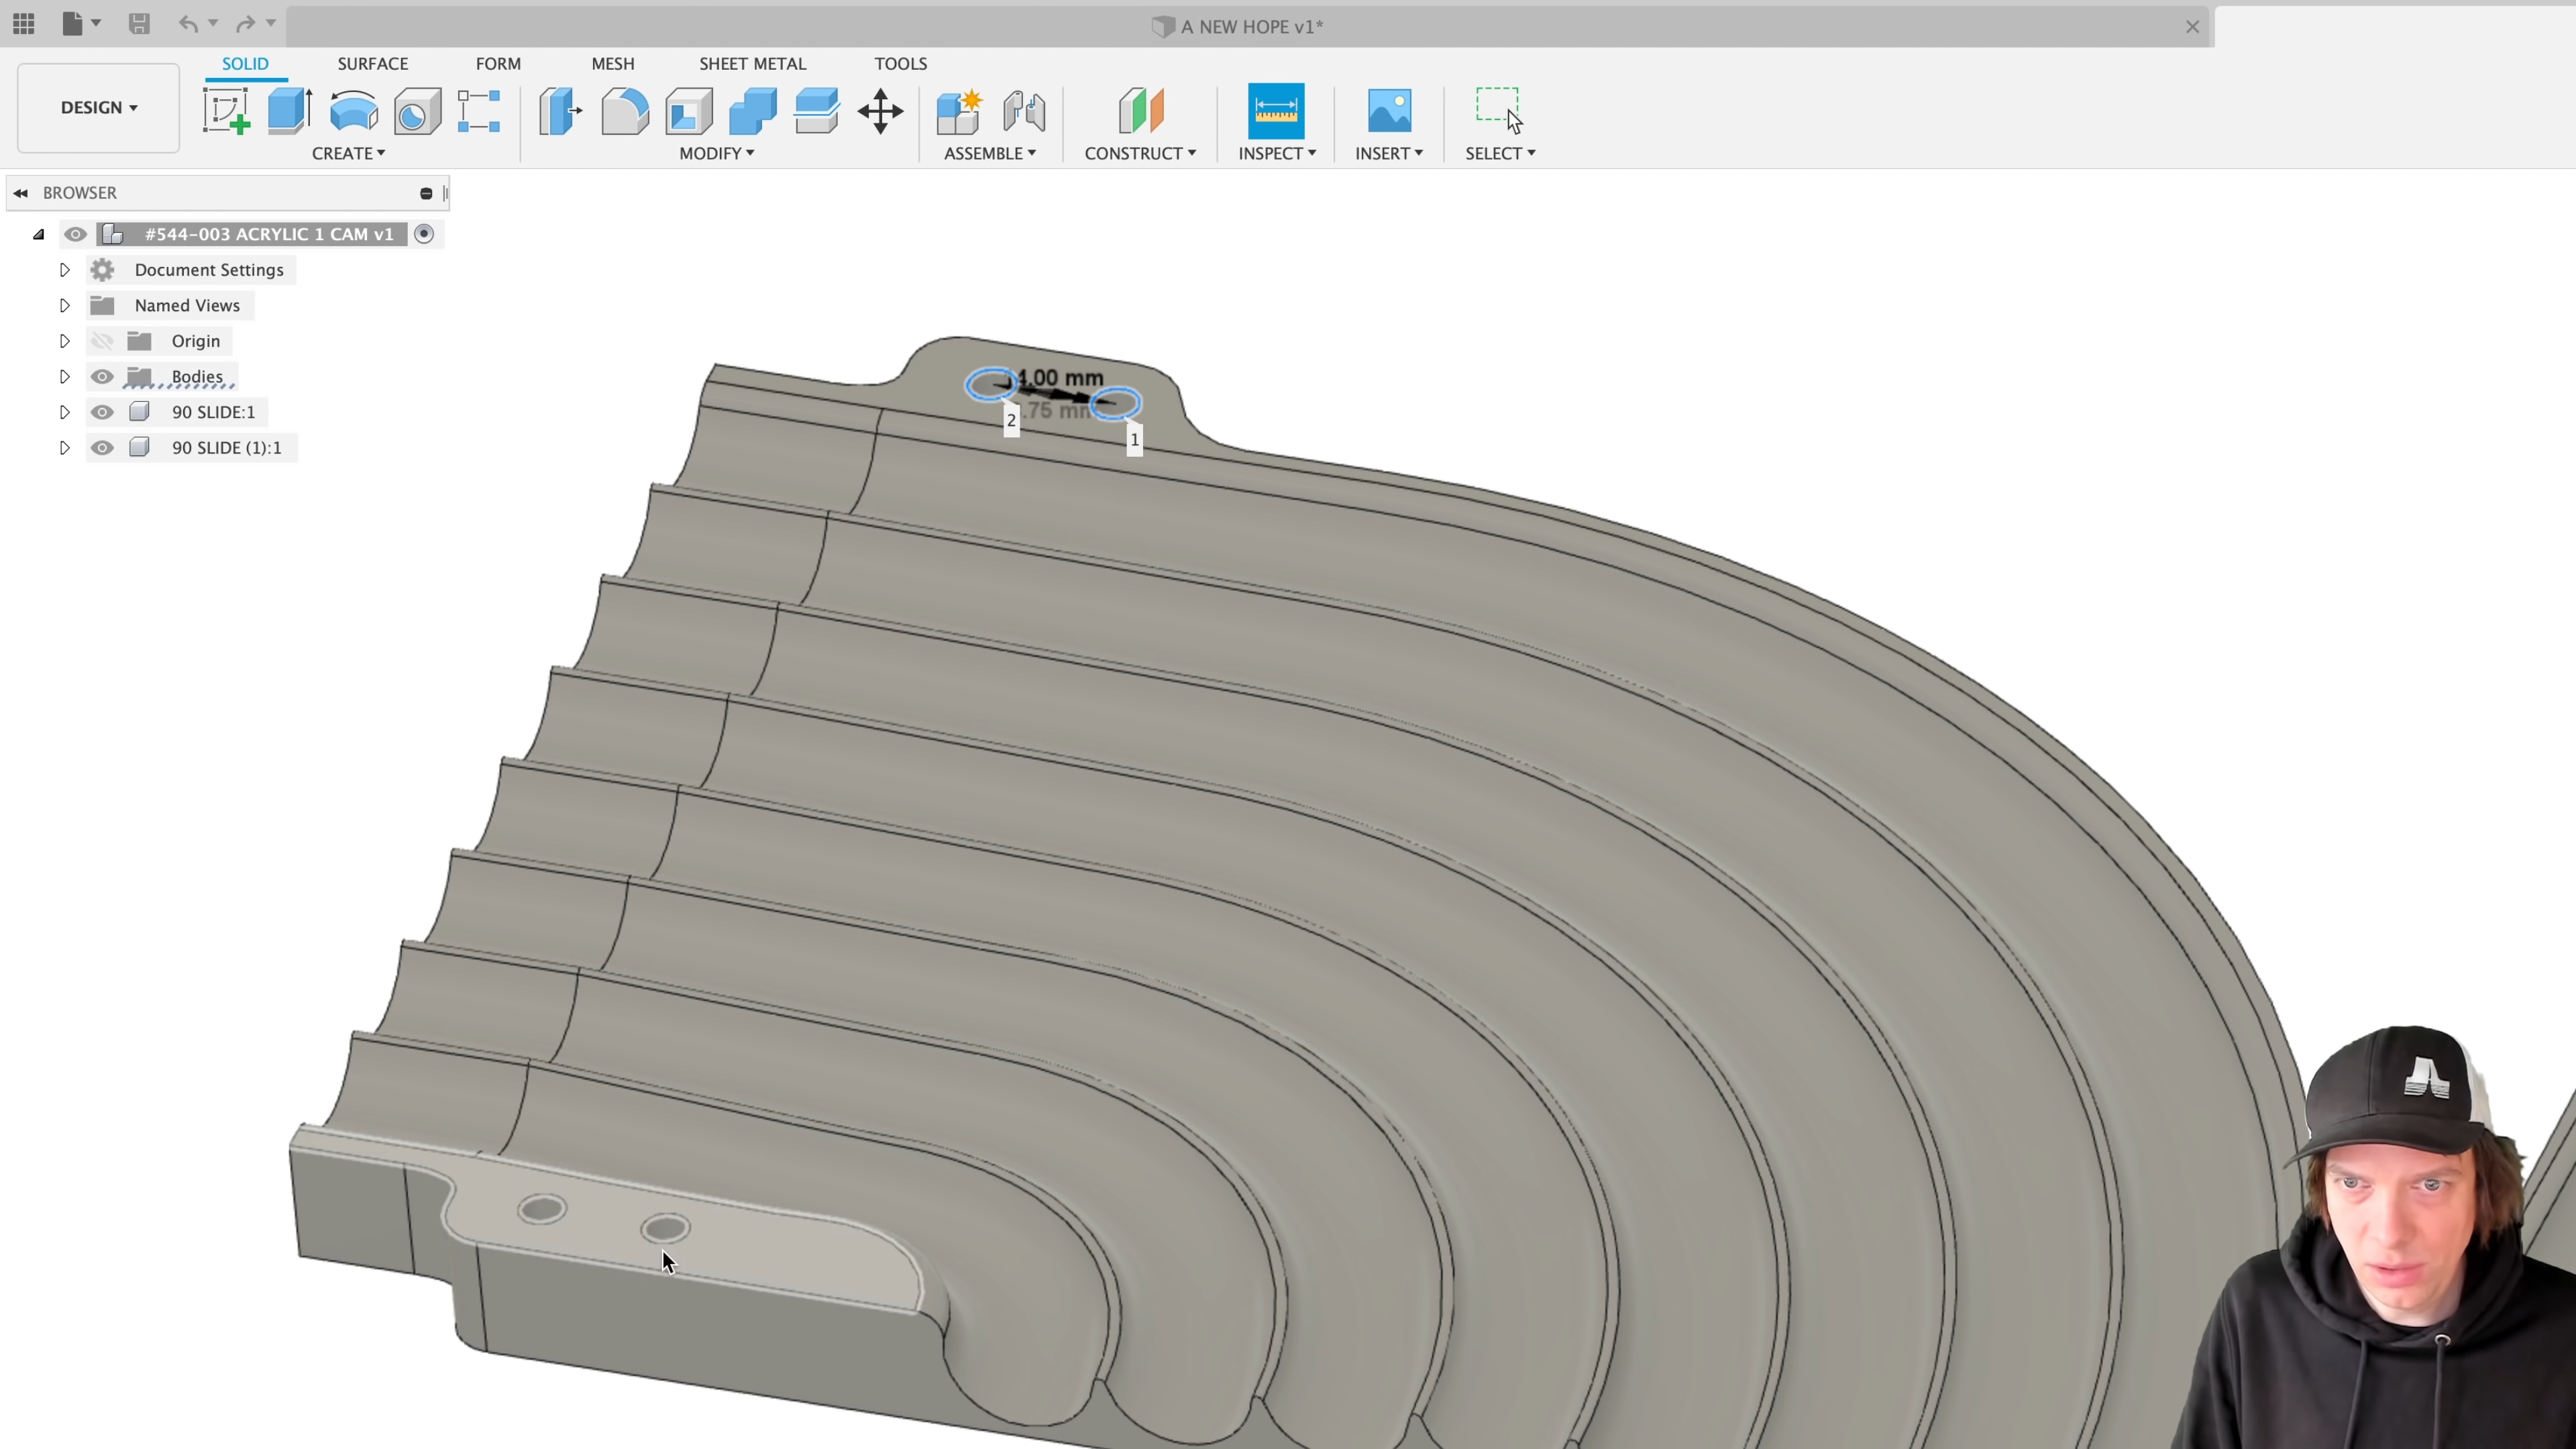 A NEW HOPE v1*
SOLID SURFACE FORM MESH SHEET METAL TOOLS
DESIGN
CREATE MODIFY ASSEMBLE CONSTRUCT INSPECT INSERT SELECT
BROWSER
#544-003 ACRYLIC 1 CAM v1
Document Settings
Named Views
Origin
Bodies
90 SLIDE:1
90 SLIDE (1):1
mm
2
1